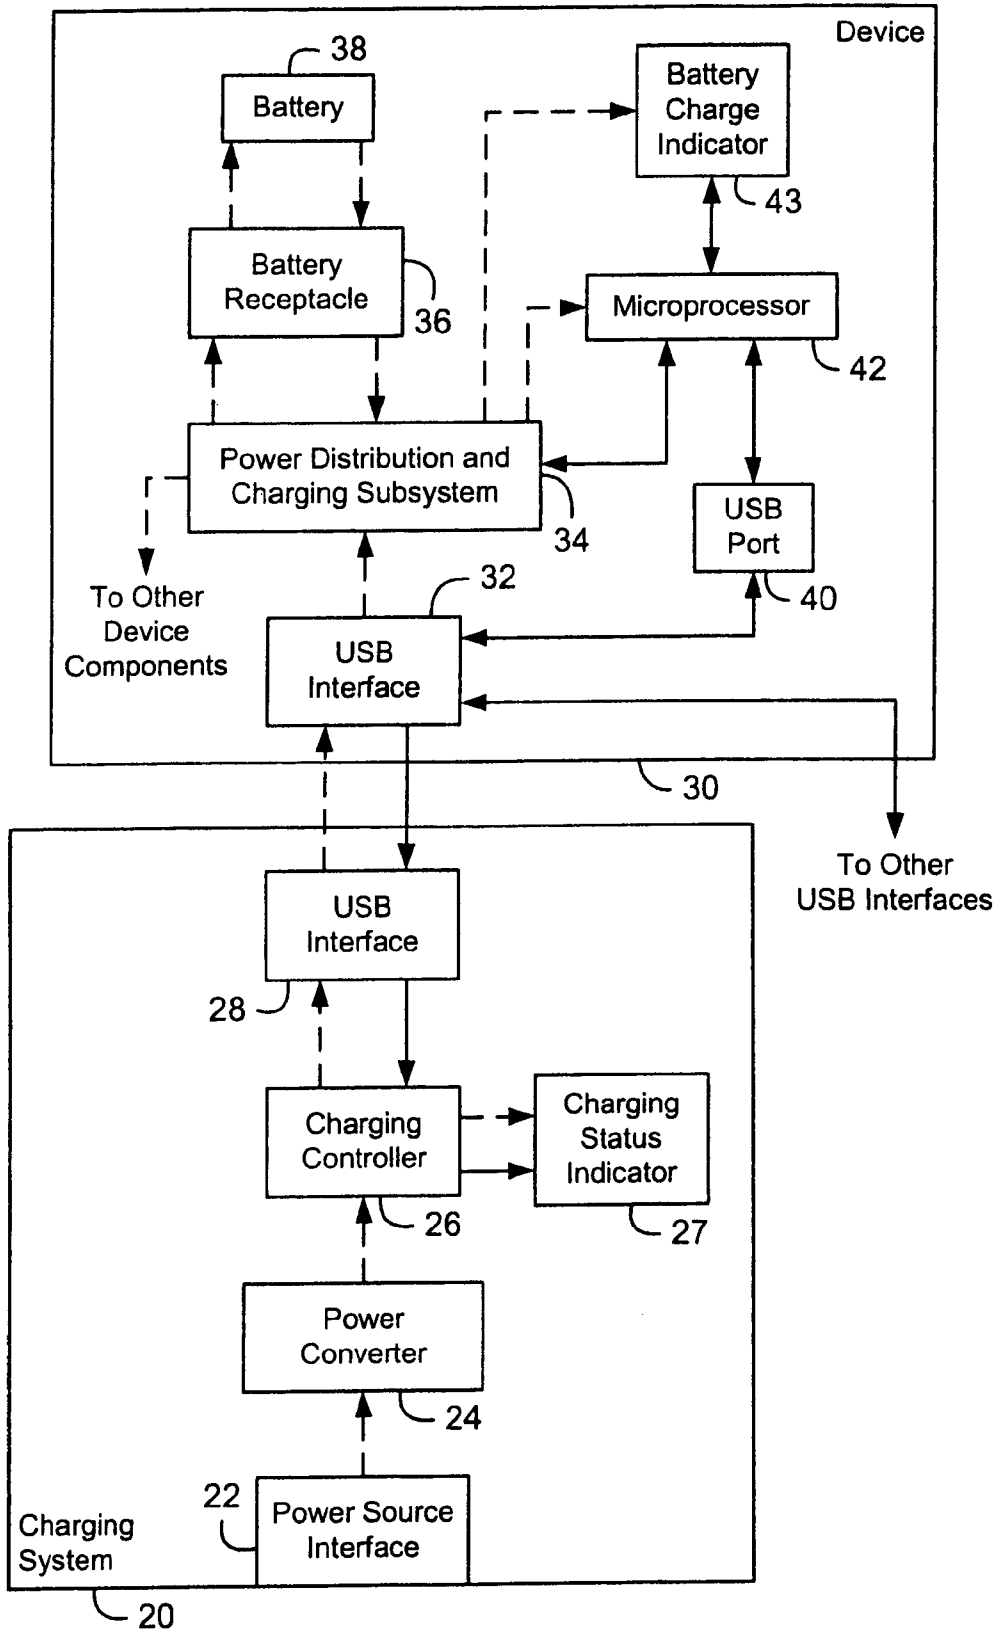 Device
38
Battery
Battery
Charge
Indicator
43
Battery
Receptacle
36
Microprocessor
42
Power Distribution and
Charging Subsystem
34
USB
Port
40
To Other
Device
Components
32
USB
Interface
30
To Other
USB Interfaces
USB
Interface
28
Charging
Controller
26
Charging
Status
Indicator
27
Power
Converter
24
22
Power Source
Interface
Charging
System
20